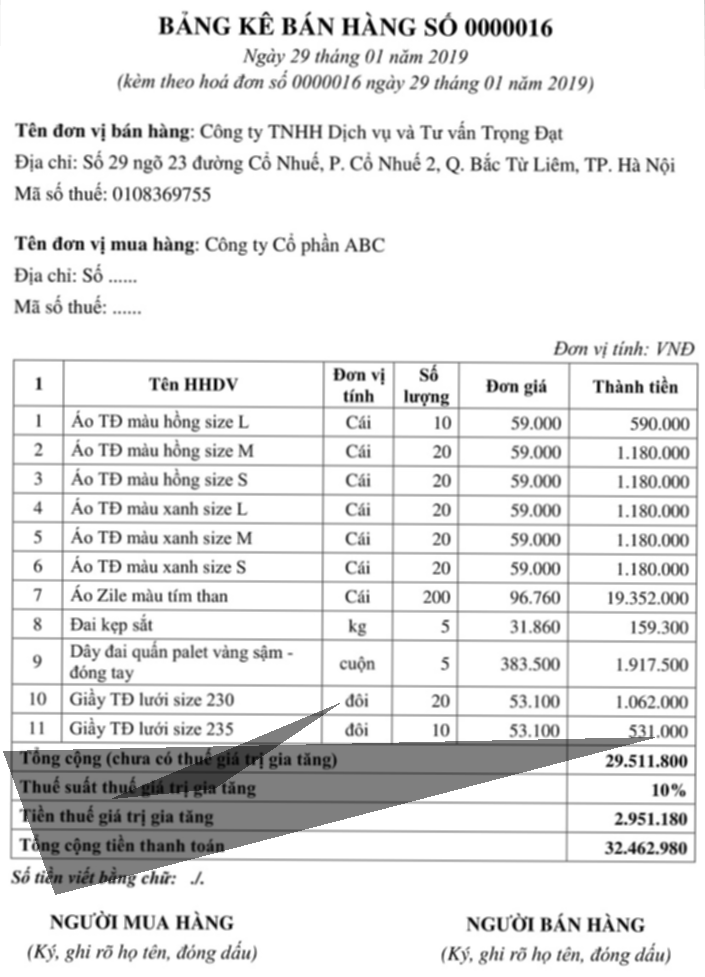 BẢNG KÊ BÁN HÀNG SỐ 0000016
Ngày 29 tháng 01 năm 2019
(kèm theo hoá đơn số 0000016 ngày 29 tháng 01 năm 2019)
Tên đơn vị bán hàng: Công ty TNHH Dịch vụ và Tư vấn Trọng Đạt
Địa chỉ: Số 29 ngõ 23 đường Cổ Nhuế, P. Cổ Nhuế 2, Q. Bắc Từ Liêm, TP. Hà Nội
Mã số thuế: 0108369755
Tên đơn vị mua hàng: Công ty Cổ phần ABC
Địa chỉ: Số ......
Mã số thuế: ......
Đơn vị tính: VNĐ
1 Tên HHDV Đơn vị tính Số lượng Đơn giá Thành tiền
1 Áo TĐ màu hồng size L Cái 10 59.000 590.000
2 Áo TĐ màu hồng size M Cái 20 59.000 1.180.000
3 Áo TĐ màu hồng size S Cái 20 59.000 1.180.000
4 Áo TĐ màu xanh size L Cái 20 59.000 1.180.000
5 Áo TĐ màu xanh size M Cái 20 59.000 1.180.000
6 Áo TĐ màu xanh size S Cái 20 59.000 1.180.000
7 Áo Zile màu tím than Cái 200 96.760 19.352.000
8 Đai kẹp sắt kg 5 31.860 159.300
9 Dây đai quấn palet vàng sậm - đóng tay cuộn 5 383.500 1.917.500
10 Giầy TĐ lưới size 230 đôi 20 53.100 1.062.000
11 Giầy TĐ lưới size 235 đôi 10 53.100 531.000
Tổng cộng (chưa có thuế giá trị gia tăng) 29.511.800
Thuế suất thuế giá trị gia tăng 10%
Tiền thuế giá trị gia tăng 2.951.180
Tổng cộng tiền thanh toán 32.462.980
Số tiền viết bằng chữ: ./.
NGƯỜI MUA HÀNG NGƯỜI BÁN HÀNG
(Ký, ghi rõ họ tên, đóng dấu) (Ký, ghi rõ họ tên, đóng dấu)